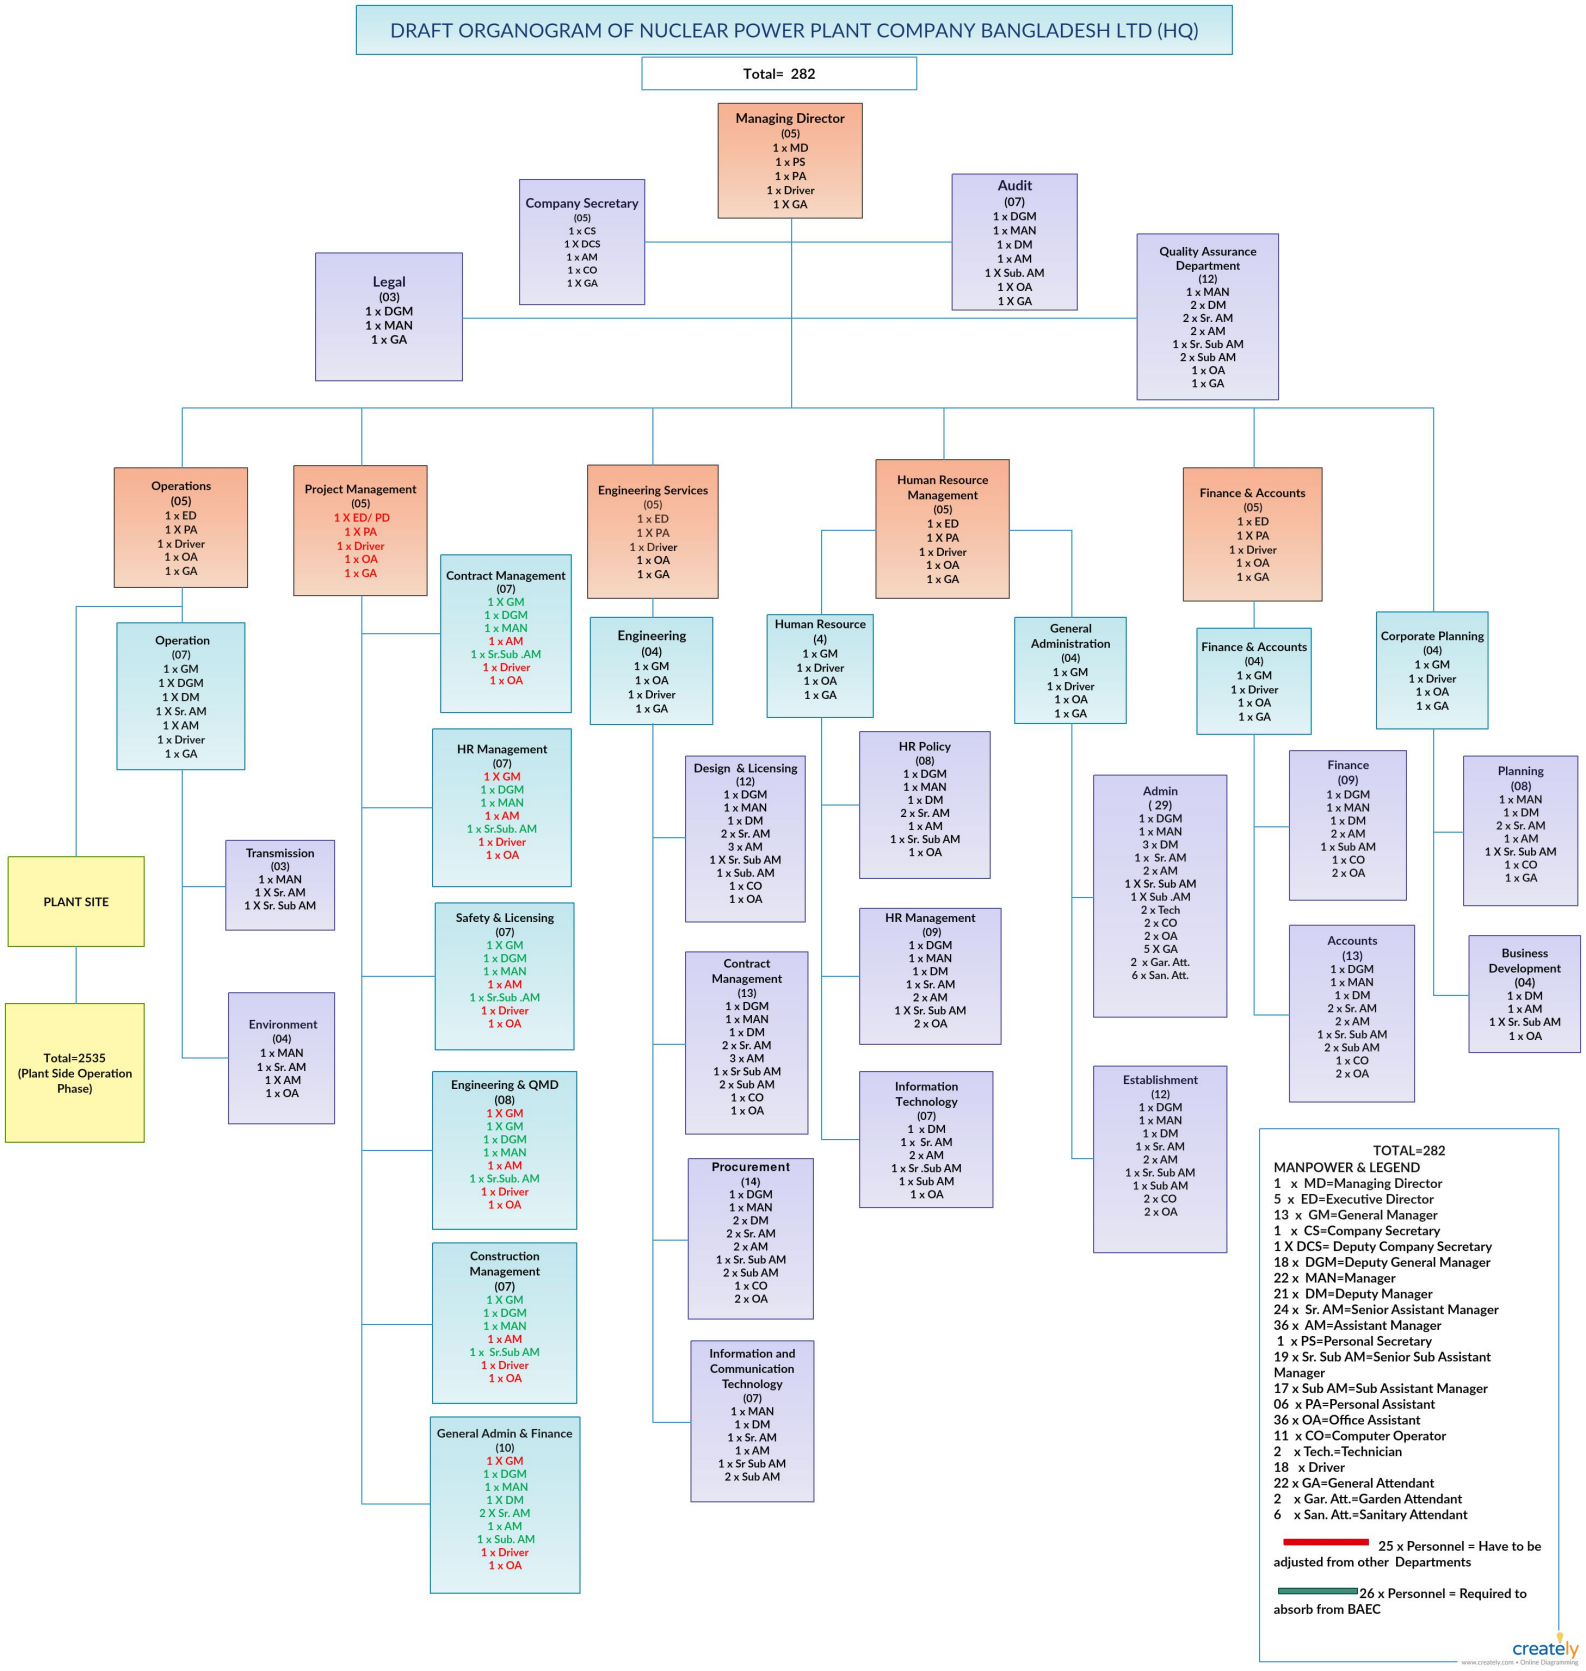 DRAFT ORGANOGRAM OF NUCLEAR POWER PLANT COMPANY BANGLADESH LTD (HQ)
Total= 282
Managing Director
(05)
1 x MD
1 x PS
1 x PA
1 x Driver
1 X GA
Company Secretary
(05)
1 x CS
1 X DCS
1 x AM
1 x CO
1 X GA
Audit
(07)
1 x DGM
1 x MAN
1 x DM
1 x AM
1 X Sub. AM
1 X OA
1 X GA
Legal
(03)
1 x DGM
1 x MAN
1 x GA
Quality Assurance
Department
(12)
1 x MAN
2 x DM
2 x Sr. AM
2 x AM
1 x Sr. Sub AM
2 x Sub AM
1 x OA
1 x GA
Operations
(05)
1 x ED
1 X PA
1 x Driver
1 x OA
1 x GA
Operation
(07)
1 x GM
1 X DGM
1 X DM
1 X Sr. AM
1 X AM
1 x Driver
1 x GA
Transmission
(03)
1 x MAN
1 X Sr. AM
1 X Sr. Sub AM
Environment
(04)
1 x MAN
1 x Sr. AM
1 X AM
1 x OA
PLANT SITE
Total=2535
(Plant Side Operation
Phase)
Project Management
(05)
1 X ED/ PD
1 X PA
1 x Driver
1 x OA
1 x GA
Contract Management
(07)
1 X GM
1 x DGM
1 x MAN
1 x AM
1 x Sr.Sub .AM
1 x Driver
1 x OA
HR Management
(07)
1 X GM
1 x DGM
1 x MAN
1 x AM
1 x Sr.Sub. AM
1 x Driver
1 x OA
Safety & Licensing
(07)
1 X GM
1 x DGM
1 x MAN
1 x AM
1 x Sr.Sub .AM
1 x Driver
1 x OA
Engineering & QMD
(08)
1 X GM
1 X GM
1 x DGM
1 x MAN
1 x AM
1 x Sr.Sub. AM
1 x Driver
1 x OA
Construction
Management
(07)
1 X GM
1 x DGM
1 x MAN
1 x AM
1 x Sr.Sub AM
1 x Driver
1 x OA
General Admin & Finance
(10)
1 X GM
1 x DGM
1 x MAN
1 X DM
2 X Sr. AM
1 x AM
1 x Sub. AM
1 x Driver
1 x OA
Engineering Services
(05)
1 x ED
1 X PA
1 x Driver
1 x OA
1 x GA
Engineering
(04)
1 x GM
1 x OA
1 x Driver
1 x GA
Design & Licensing
(12)
1 x DGM
1 x MAN
1 x DM
2 x Sr. AM
3 x AM
1 X Sr. Sub AM
1 x Sub. AM
1 x CO
1 x OA
Contract
Management
(13)
1 x DGM
1 x MAN
1 x DM
2 x Sr. AM
3 x AM
1 x Sr Sub AM
2 x Sub AM
1 x CO
1 x OA
Procurement
(14)
1 x DGM
1 x MAN
2 x DM
2 x Sr. AM
2 x AM
1 x Sr. Sub AM
2 x Sub AM
1 x CO
2 x OA
Information and
Communication
Technology
(07)
1 x MAN
1 x DM
1 x Sr. AM
1 x AM
1 x Sr Sub AM
2 x Sub AM
Human Resource
Management
(05)
1 x ED
1 X PA
1 x Driver
1 x OA
1 x GA
Human Resource
(4)
1 x GM
1 x Driver
1 x OA
1 x GA
HR Policy
(08)
1 x DGM
1 x MAN
1 x DM
2 x Sr. AM
1 x AM
1 x Sr. Sub AM
1 x OA
HR Management
(09)
1 x DGM
1 x MAN
1 x DM
1 x Sr. AM
2 x AM
1 X Sr. Sub AM
2 x OA
Information
Technology
(07)
1 x DM
1 x Sr. AM
2 x AM
1 x Sr .Sub AM
1 x Sub AM
1 x OA
General
Administration
(04)
1 x GM
1 x Driver
1 x OA
1 x GA
Admin
( 29)
1 x DGM
1 x MAN
3 x DM
1 x Sr. AM
2 x AM
1 X Sr. Sub AM
1 X Sub .AM
2 x Tech
2 x CO
2 x OA
5 X GA
2 x Gar. Att.
6 x San. Att.
Establishment
(12)
1 x DGM
1 x MAN
1 x DM
1 x Sr. AM
2 x AM
1 x Sr. Sub AM
1 x Sub AM
2 x CO
2 x OA
Finance & Accounts
(05)
1 x ED
1 X PA
1 x Driver
1 x OA
1 x GA
Finance & Accounts
(04)
1 x GM
1 x Driver
1 x OA
1 x GA
Finance
(09)
1 x DGM
1 x MAN
1 x DM
2 x AM
1 x Sub AM
1 x CO
2 x OA
Accounts
(13)
1 x DGM
1 x MAN
1 x DM
2 x Sr. AM
2 x AM
1 x Sr. Sub AM
2 x Sub AM
1 x CO
2 x OA
Corporate Planning
(04)
1 x GM
1 x Driver
1 x OA
1 x GA
Planning
(08)
1 x MAN
1 x DM
2 x Sr. AM
1 x AM
1 X Sr. Sub AM
1 x CO
1 x GA
Business
Development
(04)
1 x DM
1 x AM
1 X Sr. Sub AM
1 x OA
TOTAL=282
MANPOWER & LEGEND
1 x MD=Managing Director
5 x ED=Executive Director
13 x GM=General Manager
1 x CS=Company Secretary
1 X DCS= Deputy Company Secretary
18 x DGM=Deputy General Manager
22 x MAN=Manager
21 x DM=Deputy Manager
24 x Sr. AM=Senior Assistant Manager
36 x AM=Assistant Manager
1 x PS=Personal Secretary
19 x Sr. Sub AM=Senior Sub Assistant
Manager
17 x Sub AM=Sub Assistant Manager
06 x PA=Personal Assistant
36 x OA=Office Assistant
11 x CO=Computer Operator
2 x Tech.=Technician
18 x Driver
22 x GA=General Attendant
2 x Gar. Att.=Garden Attendant
6 x San. Att.=Sanitary Attendant
25 x Personnel = Have to be
adjusted from other Departments
26 x Personnel = Required to
absorb from BAEC
creately
www.creately.com • Online Diagramming